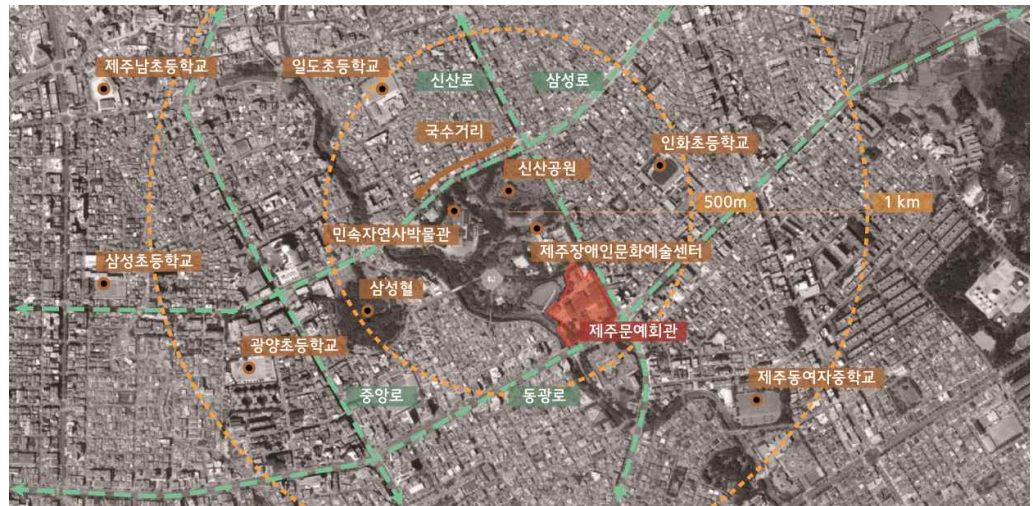 제주남초등학교
일도초등학교
신산로
삼성로
국수거리
신산공원
인화초등학교
500m
1 km
민속자연사박물관
제주장애인문화예술센터
삼성초등학교
삼성혈
제주문예회관
광양초등학교
제주동여자중학교
중앙로
동광로